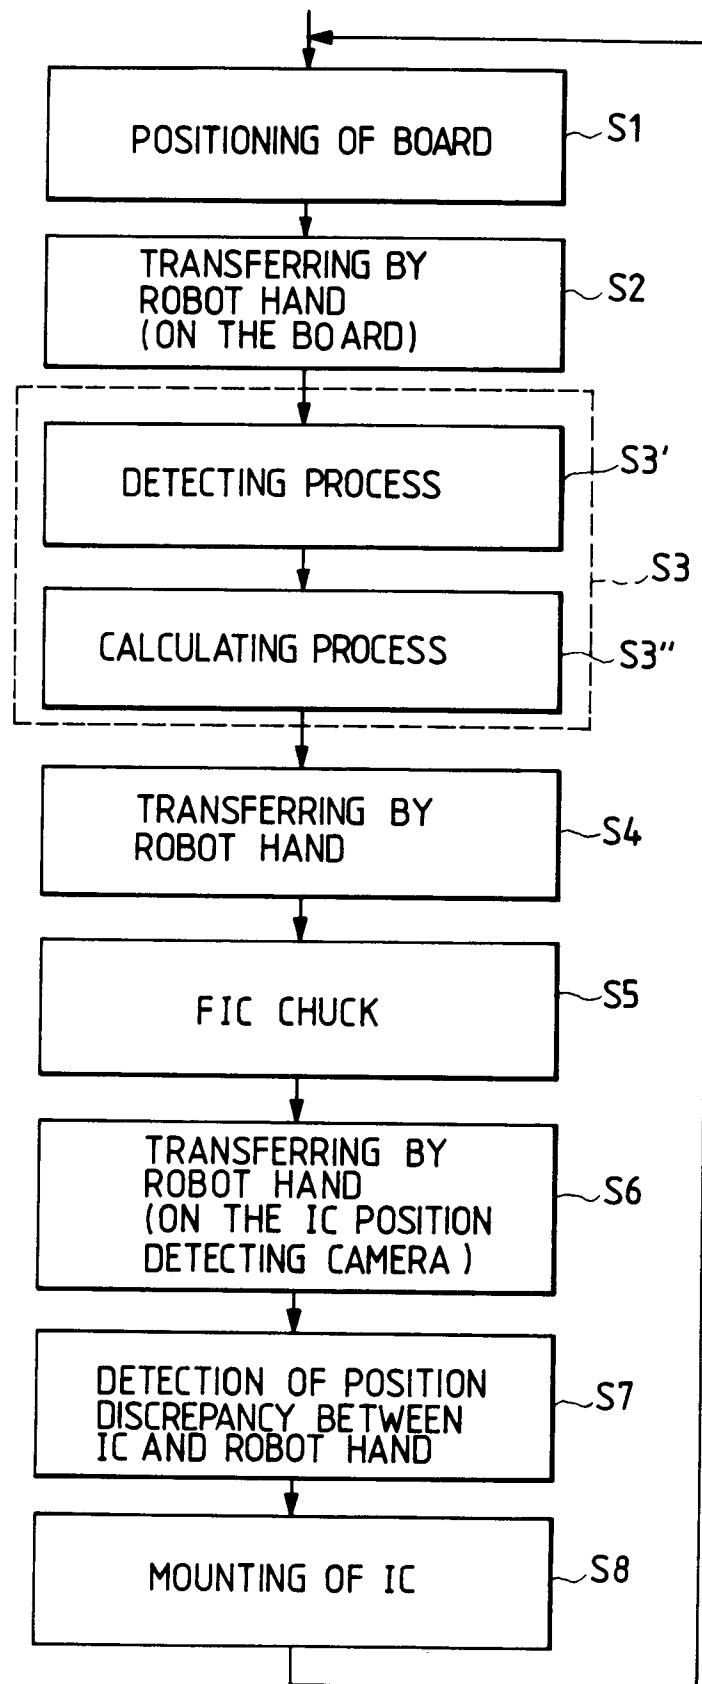 POSITIONING OF BOARD
S1
TRANSFERRING BY
ROBOT HAND
(ON THE BOARD)
S2
DETECTING PROCESS
S3'
S3
CALCULATING PROCESS
S3"
TRANSFERRING BY
ROBOT HAND
S4
FIC CHUCK
S5
TRANSFERRING BY
ROBOT HAND
(ON THE IC POSITION
DETECTING CAMERA)
S6
DETECTION OF POSITION
DISCREPANCY BETWEEN
IC AND ROBOT HAND
S7
MOUNTING OF IC
S8